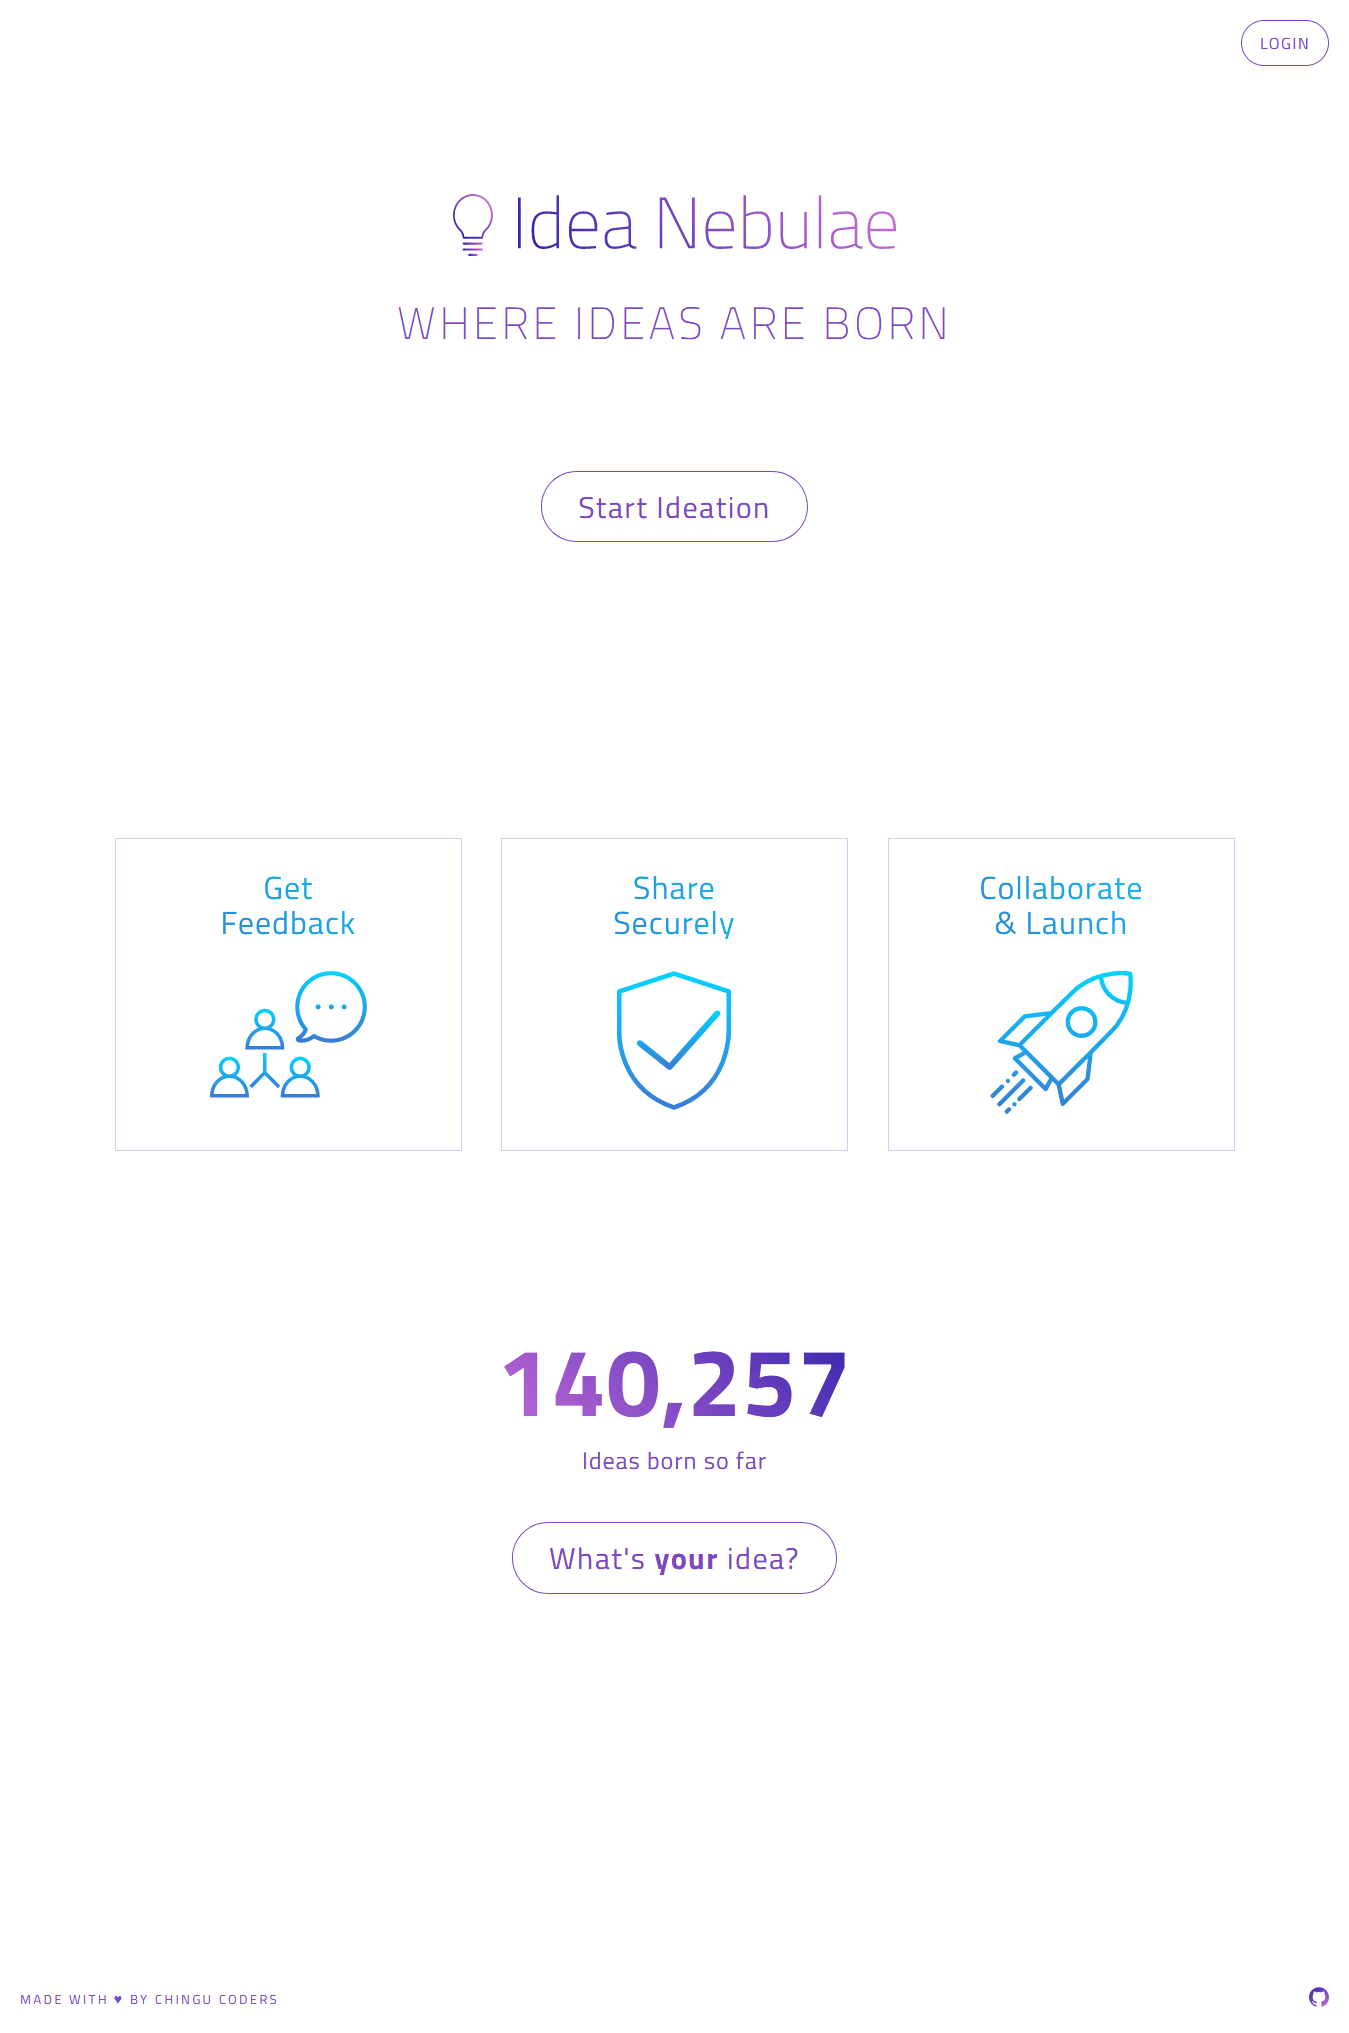 LOGIN
Idea Nebulae
WHERE IDEAS ARE BORN
Start Ideation
Get
Feedback
Share
Securely
Collaborate
& Launch
140,257
Ideas born so far
What's your idea?
MADE WITH ♥ BY CHINGU CODERS